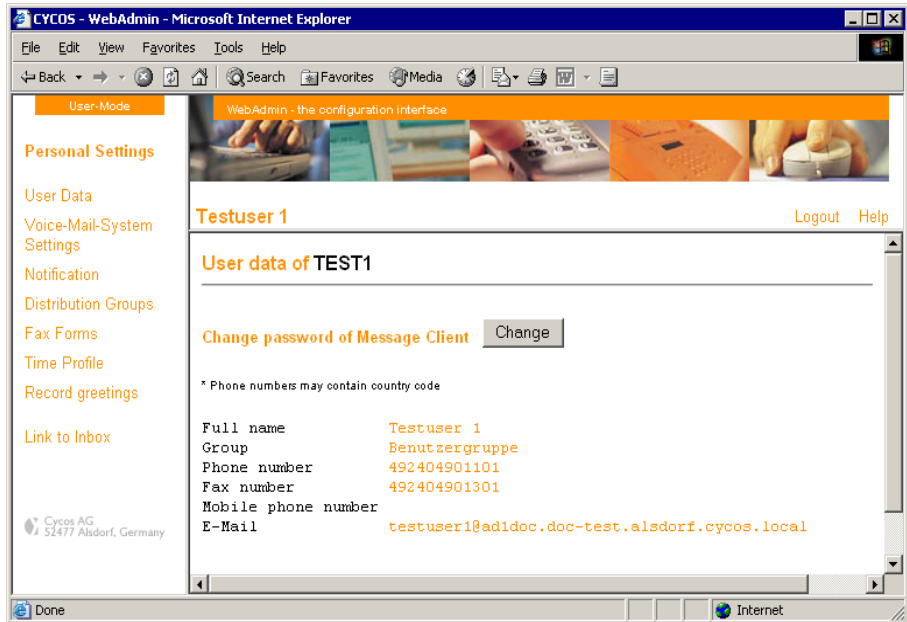 CYCOS - WebAdmin - Microsoft Internet Explorer
File Edit View Favorites Tools Help
Back Search Favorites Media
User-Mode
WebAdmin - the configuration interface
Personal Settings
User Data
Voice-Mail-System
Settings
Notification
Distribution Groups
Fax Forms
Time Profile
Record greetings
Link to Inbox
Cycos AG
52477 Alsdorf, Germany
Testuser 1 Logout Help
User data of TEST1
Change password of Message Client Change
* Phone numbers may contain country code
Full name Testuser 1
Group Benutzergruppe
Phone number 492404901101
Fax number 492404901301
Mobile phone number
E-Mail testuser1@ad1doc.doc-test.alsdorf.cycos.local
Done Internet